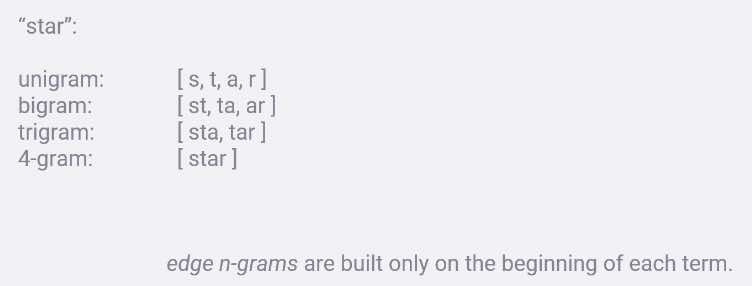 “star”:
unigram: [ s, t, a, r ]
bigram: [ st, ta, ar ]
trigram: [ sta, tar ]
4-gram: [ star ]
edge n-grams are built only on the beginning of each term.